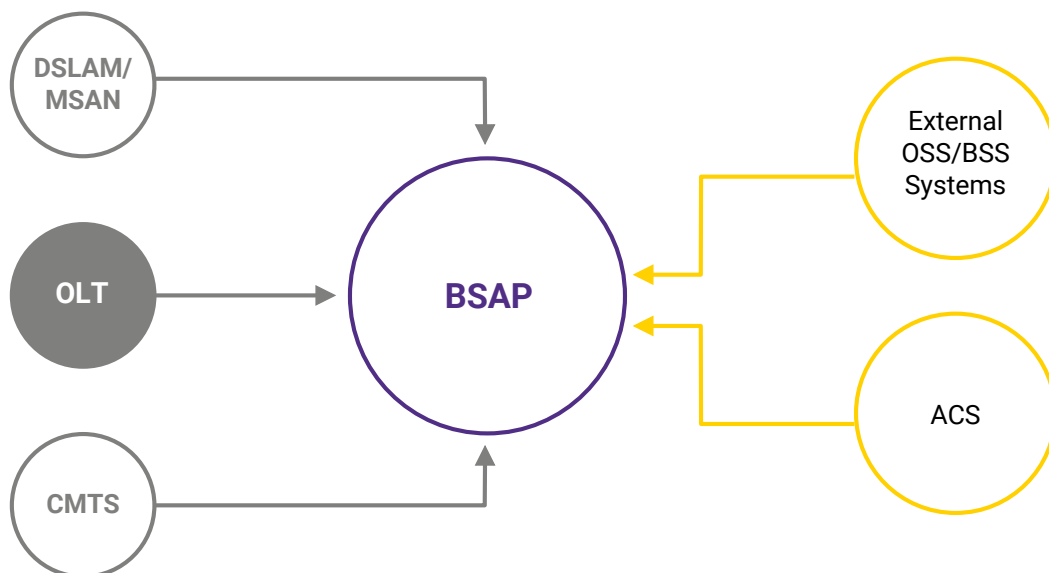 DSLAM/
MSAN
External
OSS/BSS
Systems
OLT
BSAP
ACS
CMTS